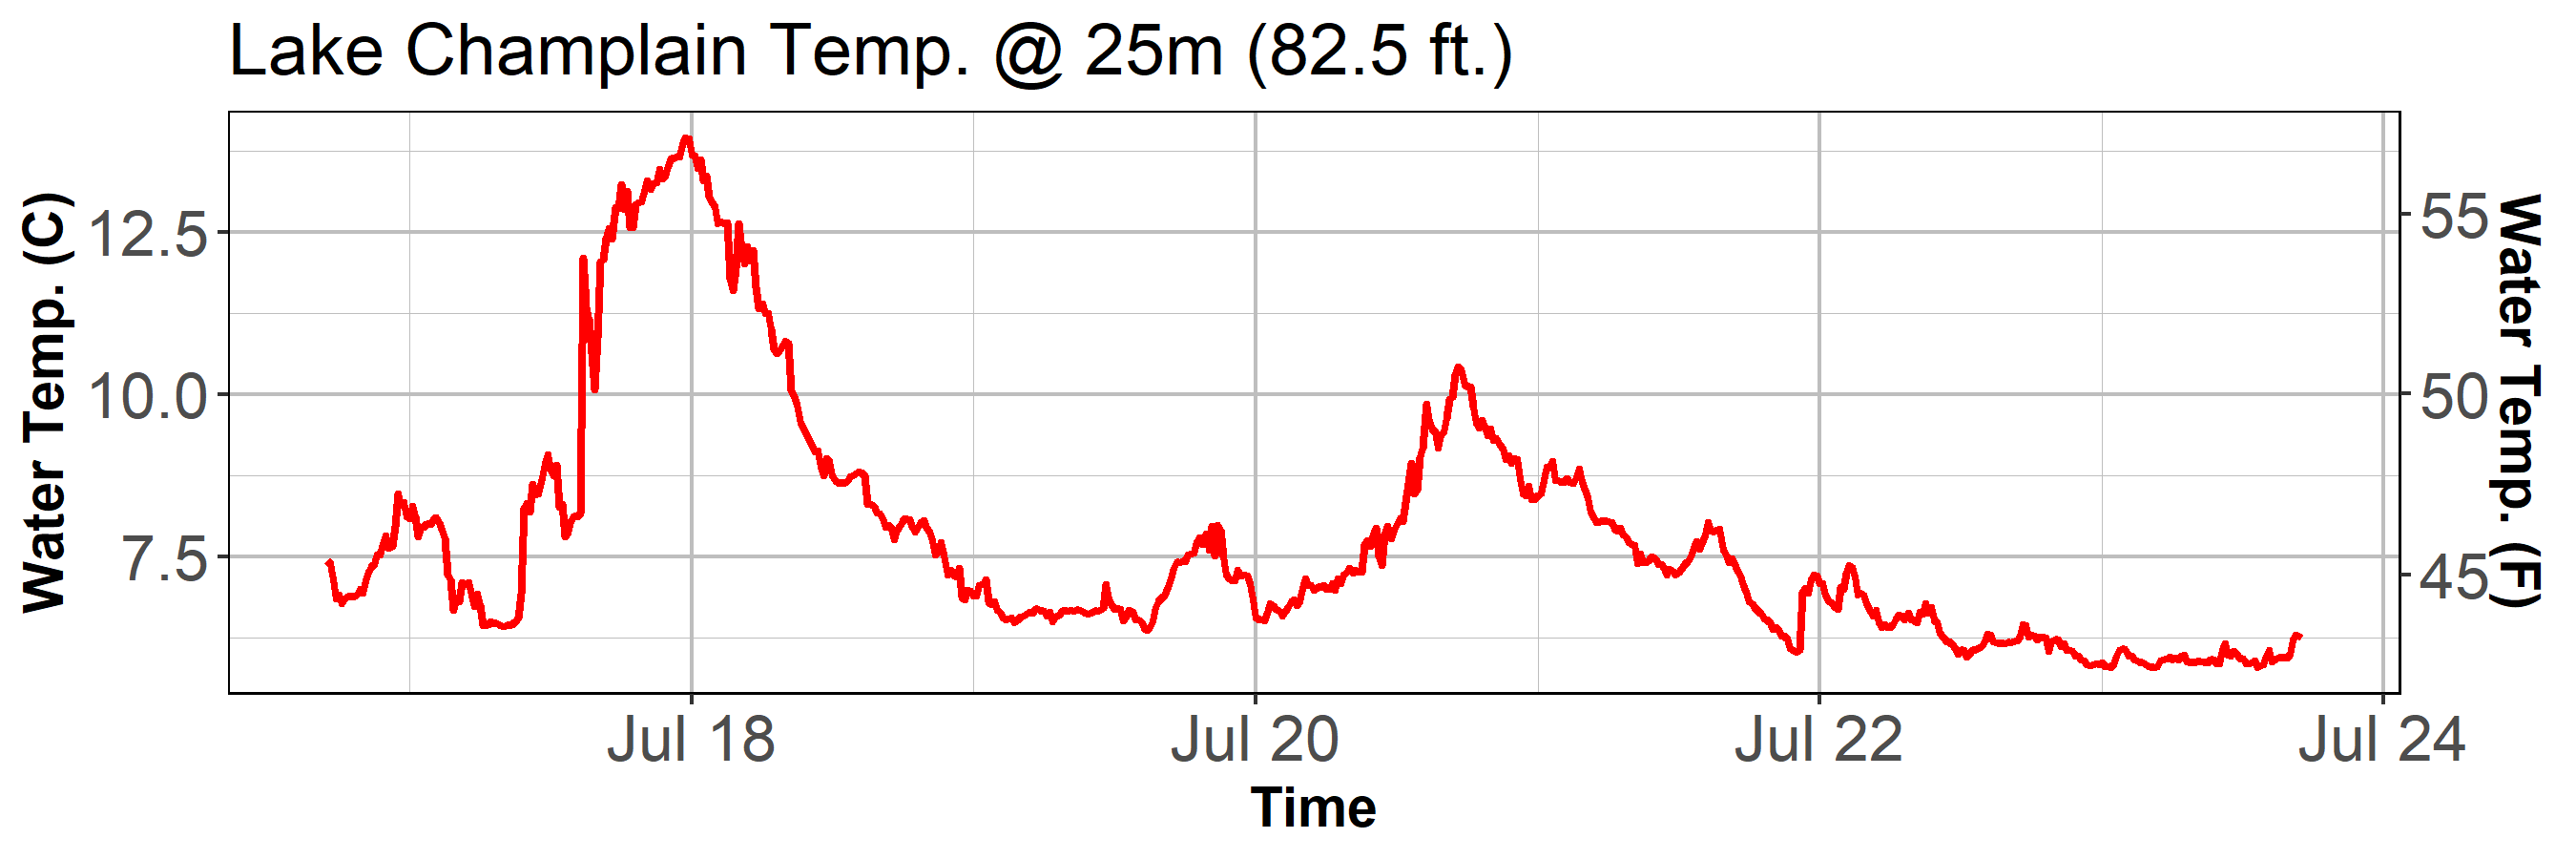 Lake Champlain Temp. @ 25m (82.5 ft.)
Water Temp. (C)
12.5
10.0
7.5
55
50
45
Water Temp. (F)
Jul 18
Jul 20
Jul 22
Jul 24
Time